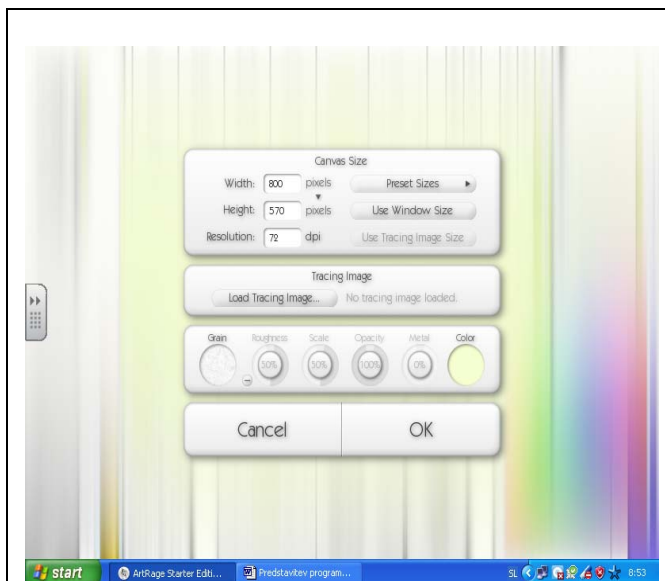 Canvas Size
Width: 800 pixels Preset Sizes
Height: 570 pixels Use Window Size
Resolution: 72 dpi Use Tracing Image Size
Tracing Image
Load Tracing Image... No tracing image loaded.
Grain Roughness Scale Opacity Metal Color
50% 50% 100% 0%
Cancel OK
start ArtRage Starter Editi... Predstavitev program... SL 8:53